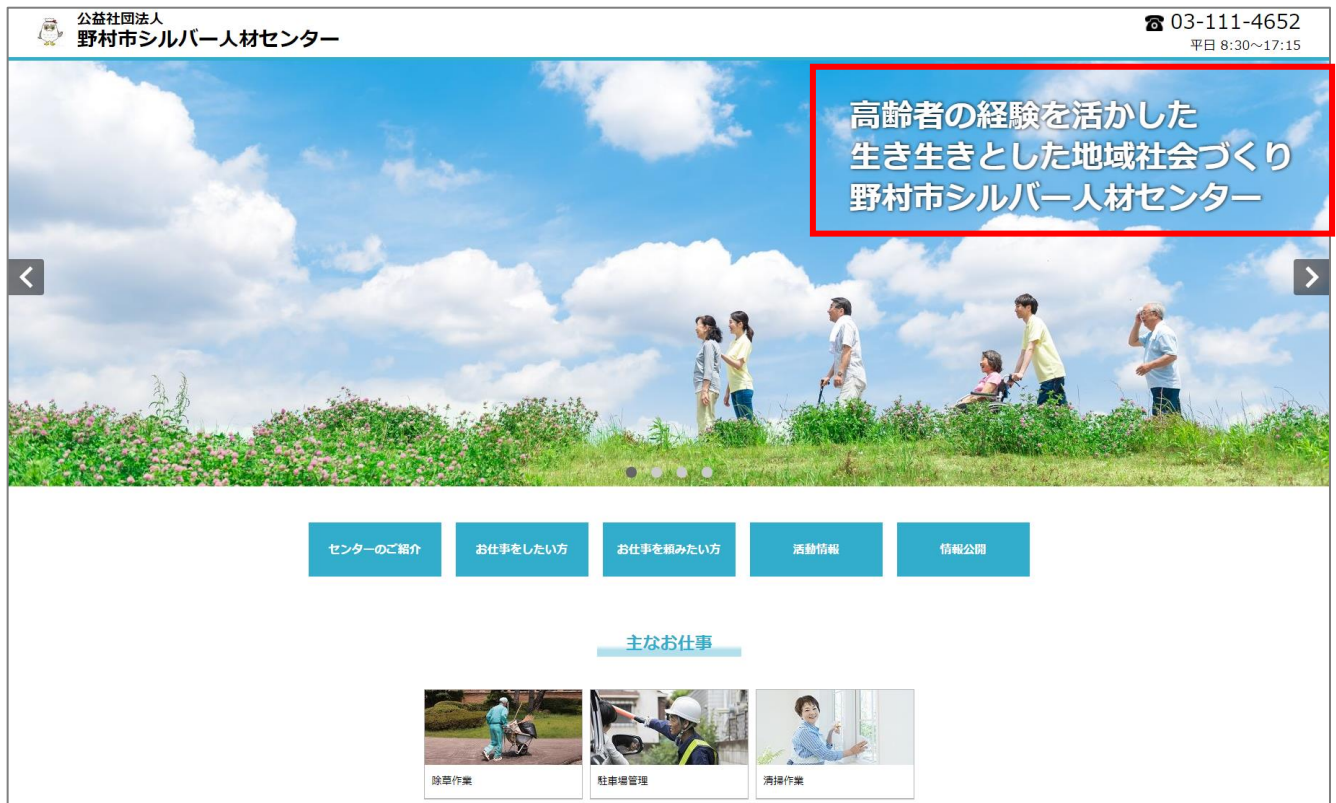 公益社団法人
野村市シルバー人材センター
☎ 03-111-4652
平日 8:30～17:15
高齢者の経験を活かした
生き生きとした地域社会づくり
野村市シルバー人材センター
センターのご紹介
お仕事をしたい方
お仕事を頼みたい方
活動情報
情報公開
主なお仕事
除草作業
駐車場管理
清掃作業